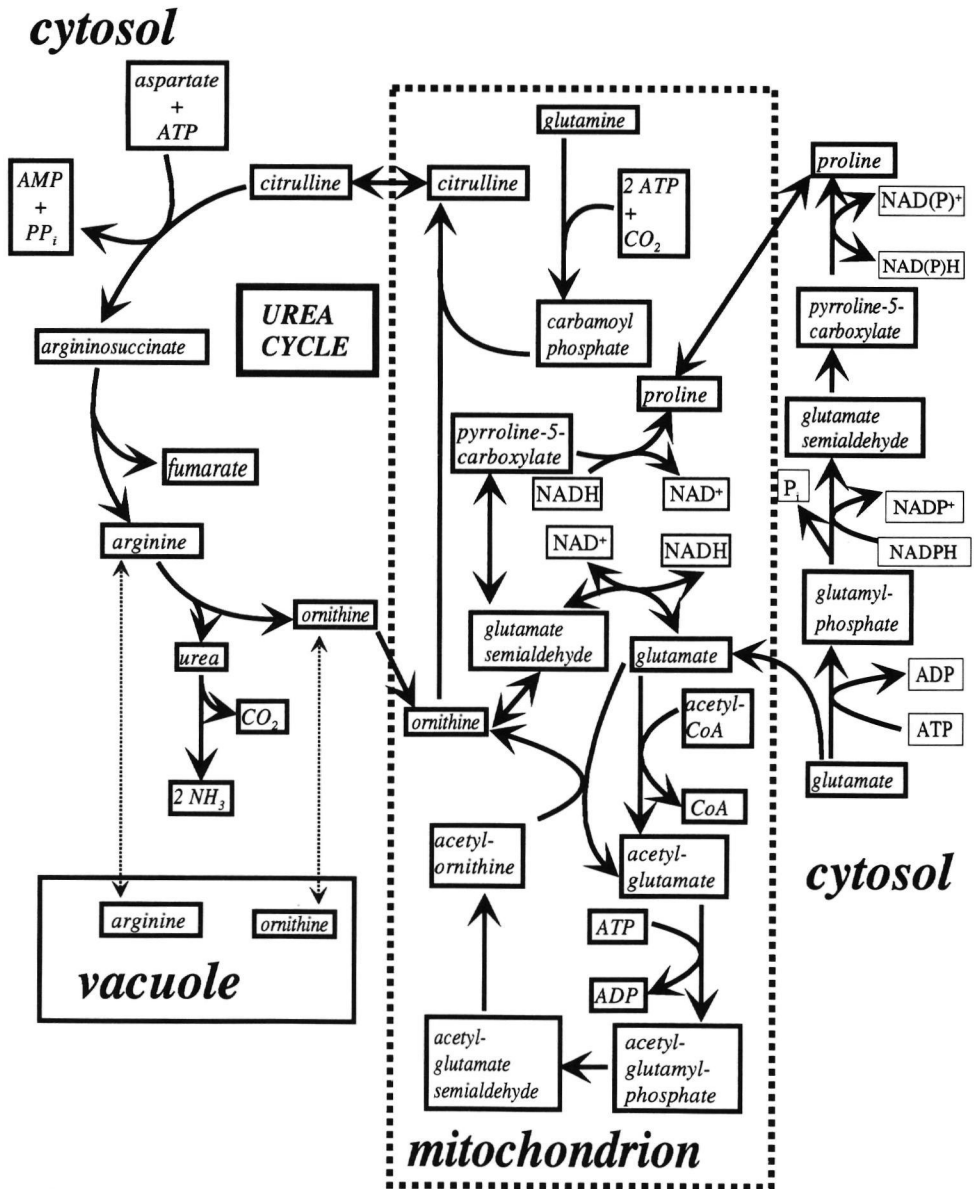 cytosol
aspartate
+
ATP
AMP
+
PPi
citrulline
argininosuccinate
UREA
CYCLE
fumarate
arginine
ornithine
urea
CO2
2 NH3
arginine
ornithine
vacuole
glutamine
citrulline
2 ATP
+
CO2
carbamoyl
phosphate
proline
pyrroline-5-
carboxylate
NADH
NAD+
NAD+
NADH
glutamate
semialdehyde
glutamate
ornithine
acetyl-
CoA
CoA
acetyl-
ornithine
acetyl-
glutamate
ATP
ADP
acetyl-
glutamate
semialdehyde
acetyl-
glutamyl-
phosphate
mitochondrion
proline
NAD(P)+
NAD(P)H
pyrroline-5-
carboxylate
glutamate
semialdehyde
Pi
NADP+
NADPH
glutamyl-
phosphate
ADP
ATP
glutamate
cytosol